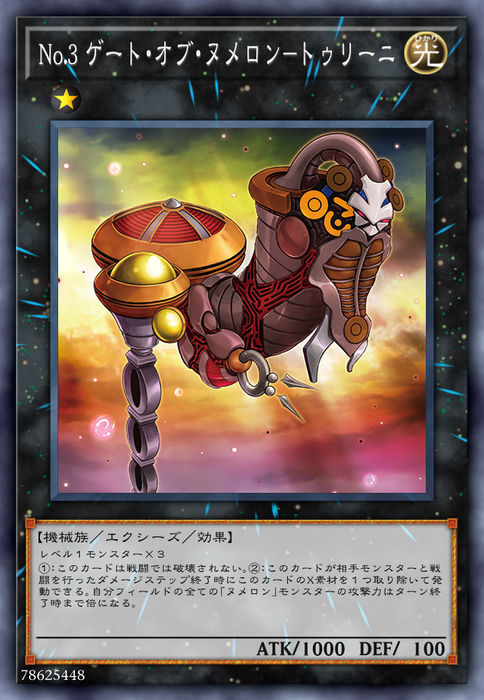 No.3 ゲート・オブ・ヌメロン－トゥリーニ
ひかり
光
【機械族／エクシーズ／効果】
レベル１モンスター×３
①：このカードは戦闘では破壊されない。②：このカードが相手モンスターと戦
闘を行ったダメージステップ終了時にこのカードのX素材を１つ取り除いて発
動できる。自分フィールドの全ての「ヌメロン」モンスターの攻撃力はターン終
了時まで倍になる。
ATK/1000 DEF/ 100
78625448